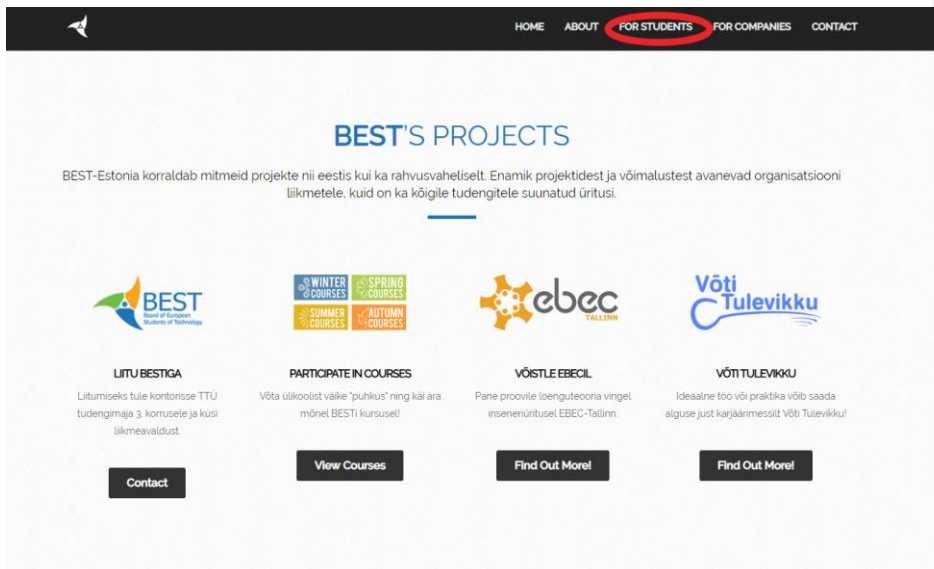 HOME ABOUT FOR STUDENTS FOR COMPANIES CONTACT
BEST'S PROJECTS
BEST-Estonia korraldab mitmeid projekte nii eestis kui ka rahvusvaheliselt. Enamik projektidest ja võimalustest avanevad organisatsiooni
liikmetele, kuid on ka kõigile tudengitele suunatud üritusi.
BEST
Board of European
Students of Technology
LIITU BESTIGA
Liitumiseks tule kontorisse TTÜ
tudengimaja 3. korrusele ja küsi
liikmeavaldust.
Contact
WINTER
COURSES
SPRING
COURSES
SUMMER
COURSES
AUTUMN
COURSES
PARTICIPATE IN COURSES
Võta ülikoolist väike "puhkus" ning käi ära
mõnel BESTi kursusel!
View Courses
ebec
TALLINN
VÕISTLE EBECIL
Pane proovile loenguteooria vingel
inseneriüritusel EBEC-Tallinn.
Find Out More!
Võti
Tulevikku
VÕTI TULEVIKKU
Ideaalne töö või praktika võib saada
alguse just karjäärimessilt Võti Tulevikku!
Find Out More!